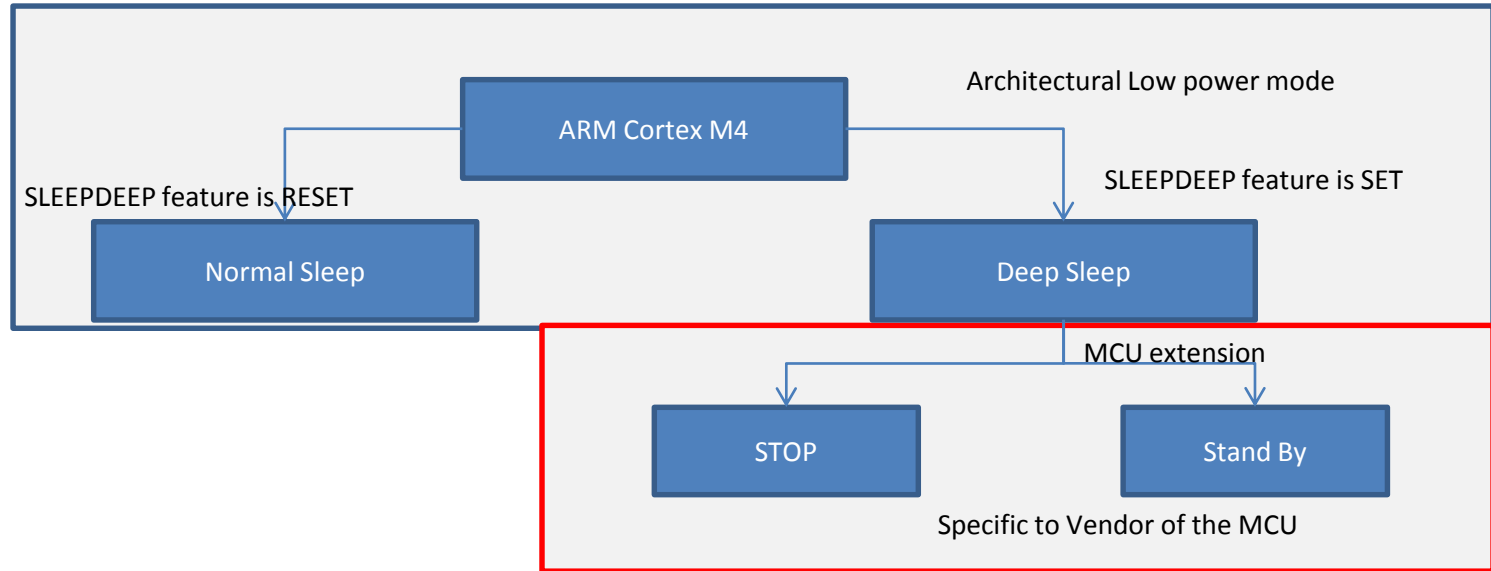 Architectural Low power mode
ARM Cortex M4
SLEEPDEEP feature is RESET
SLEEPDEEP feature is SET
Normal Sleep
Deep Sleep
MCU extension
STOP
Stand By
Specific to Vendor of the MCU